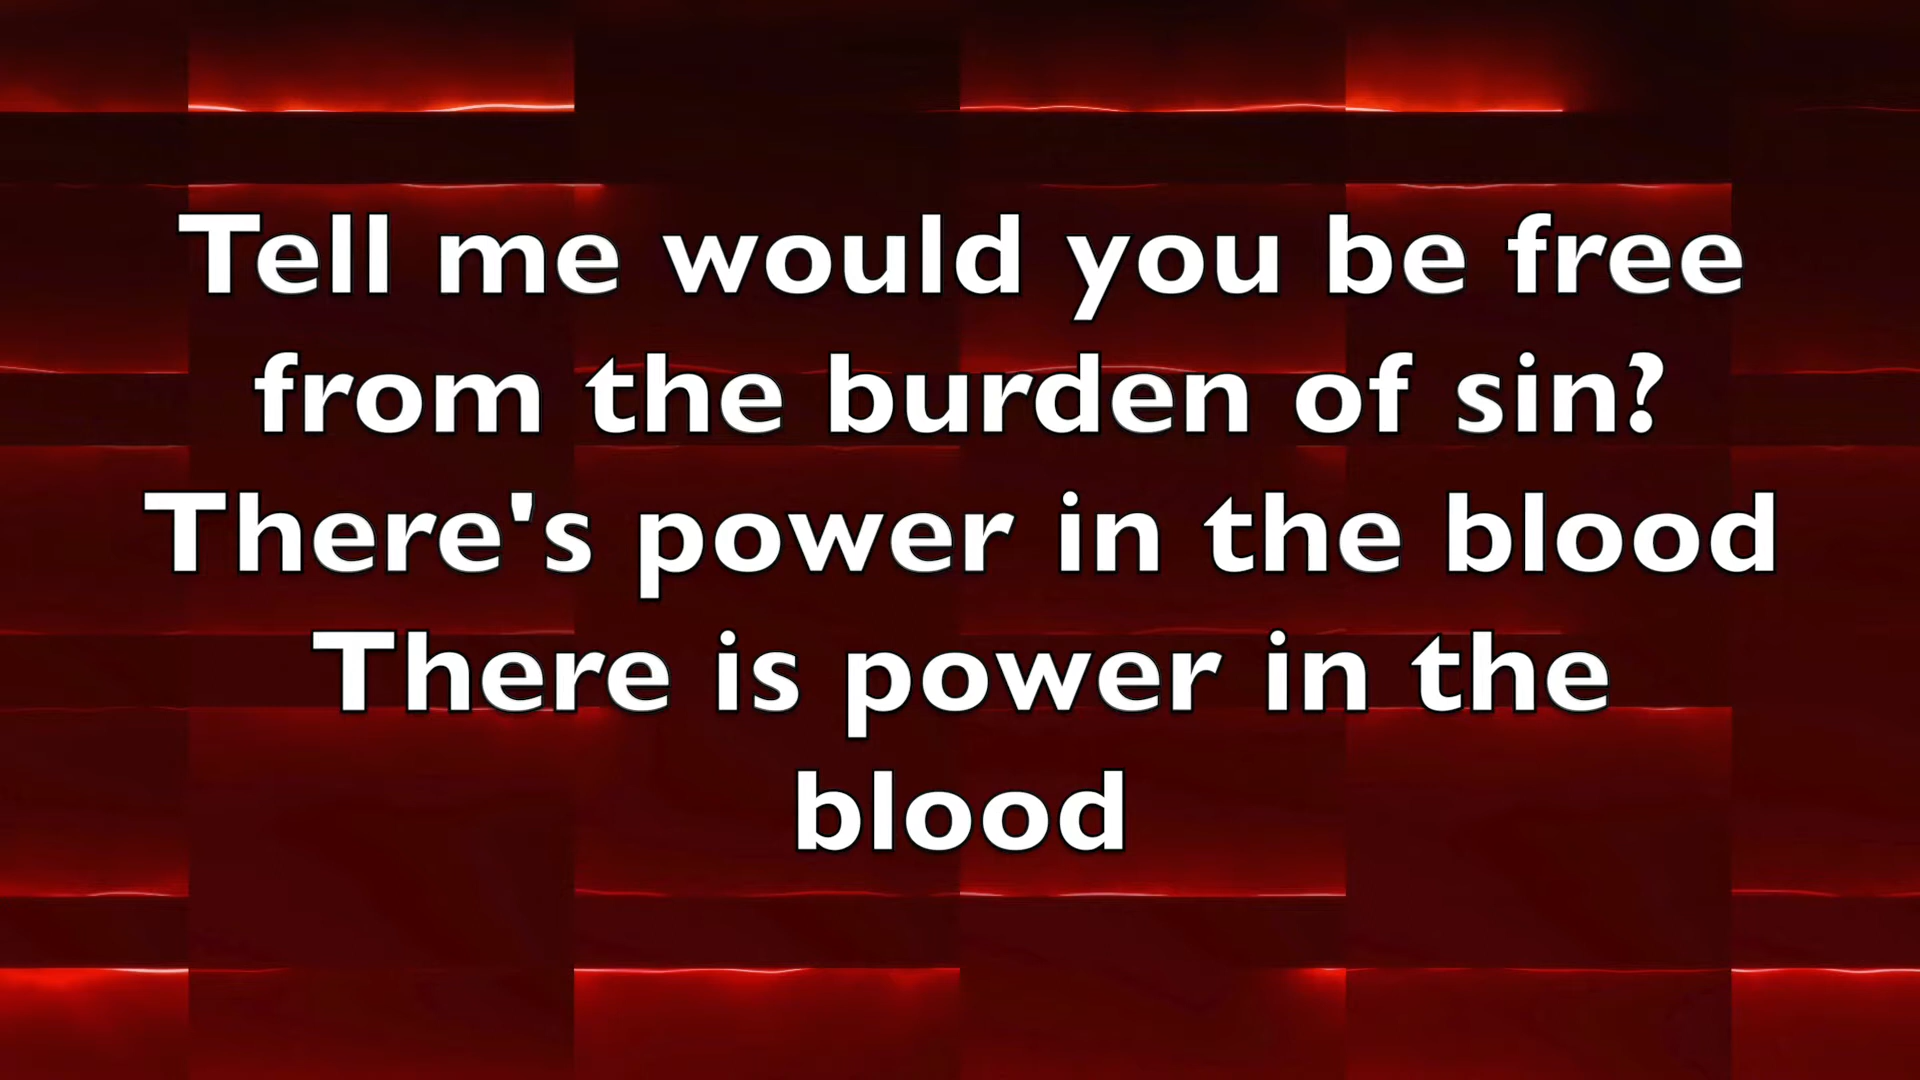 Tell me would you be free
from the burden of sin?
There's power in the blood
There is power in the
blood